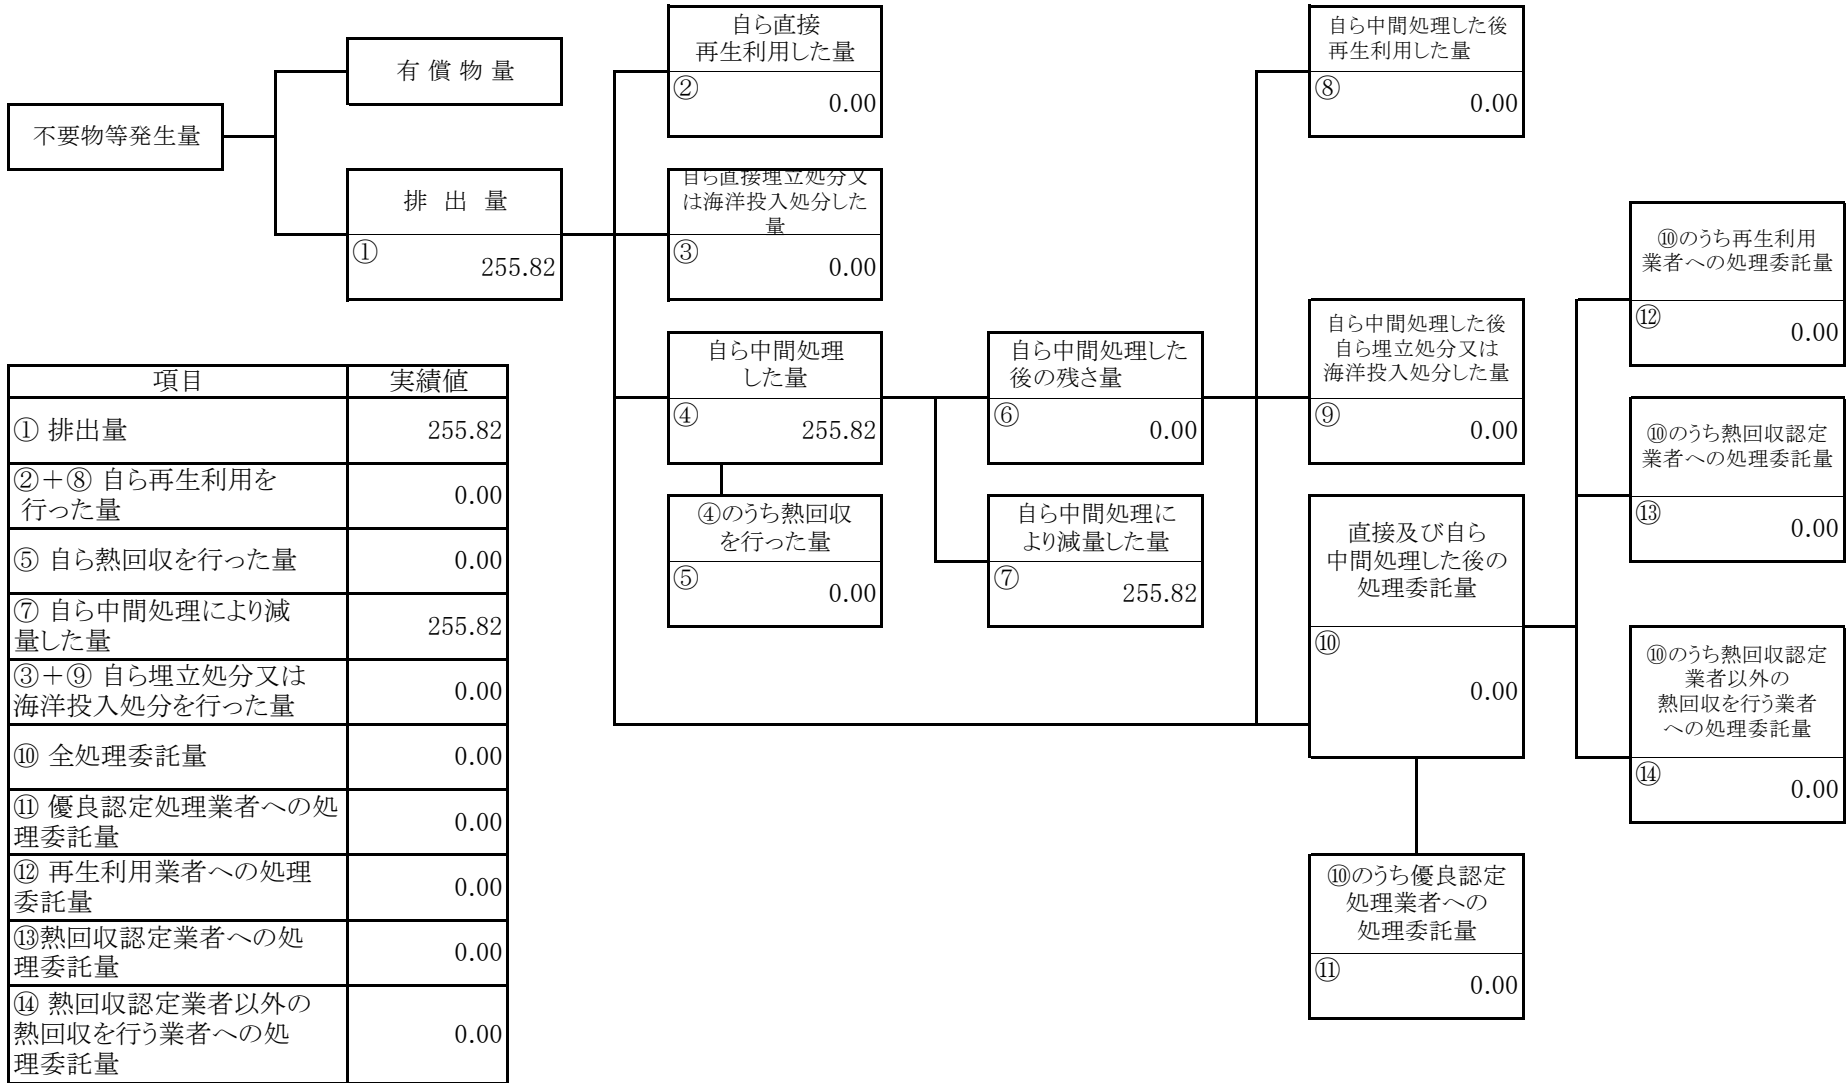 不要物等発生量
有 償 物 量
排 出 量
①
255.82
自ら直接
再生利用した量
②
0.00
自ら直接埋立処分又
は海洋投入処分した
量
③
0.00
自ら中間処理
した量
④
255.82
④のうち熱回収
を行った量
⑤
0.00
自ら中間処理した
後の残さ量
⑥
0.00
自ら中間処理に
より減量した量
⑦
255.82
自ら中間処理した後
再生利用した量
⑧
0.00
自ら中間処理した後
自ら埋立処分又は
海洋投入処分した量
⑨
0.00
直接及び自ら
中間処理した後の
処理委託量
⑩
0.00
⑩のうち優良認定
処理業者への
処理委託量
⑪
0.00
⑩のうち再生利用
業者への処理委託量
⑫
0.00
⑩のうち熱回収認定
業者への処理委託量
⑬
0.00
⑩のうち熱回収認定
業者以外の
熱回収を行う業者
への処理委託量
⑭
0.00
項目 実績値
① 排出量 255.82
②＋⑧ 自ら再生利用を
行った量 0.00
⑤ 自ら熱回収を行った量 0.00
⑦ 自ら中間処理により減
量した量 255.82
③＋⑨ 自ら埋立処分又は
海洋投入処分を行った量 0.00
⑩ 全処理委託量 0.00
⑪ 優良認定処理業者への処
理委託量 0.00
⑫ 再生利用業者への処理
委託量 0.00
⑬熱回収認定業者への処
理委託量 0.00
⑭ 熱回収認定業者以外の
熱回収を行う業者への処
理委託量 0.00